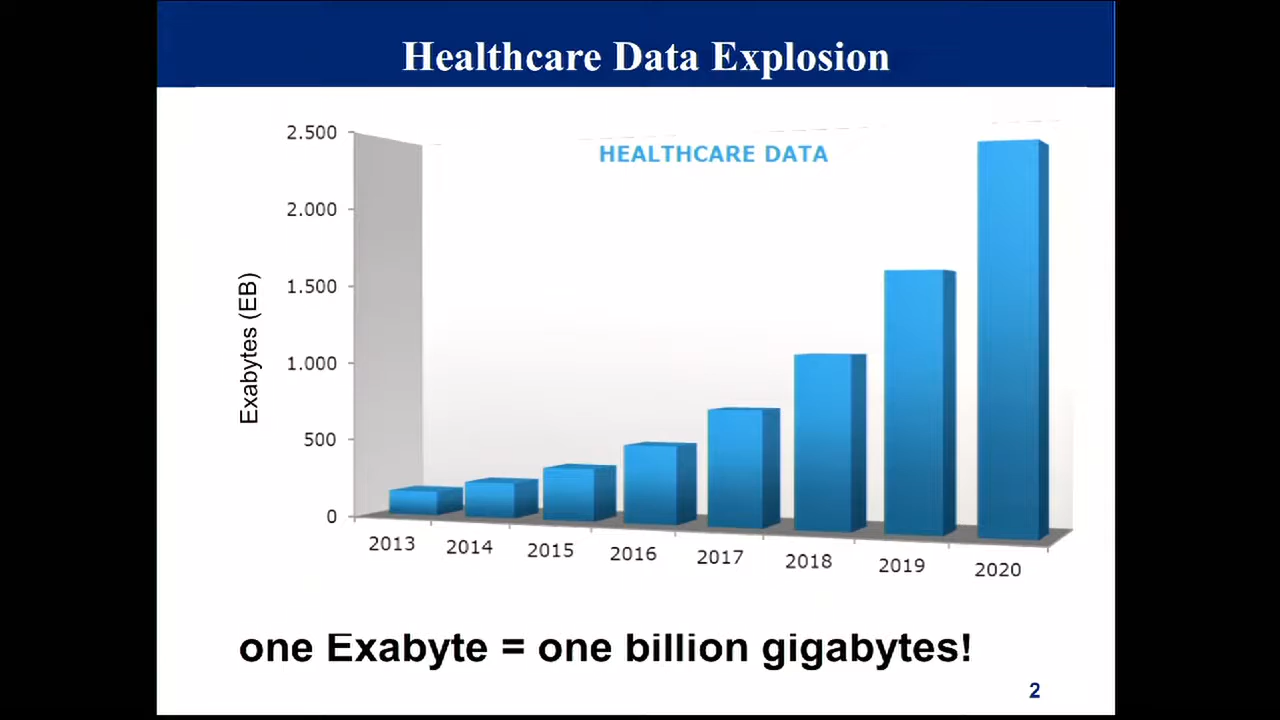 Healthcare Data Explosion
HEALTHCARE DATA
2.500
2.000
1.500
1.000
500
0
Exabytes (EB)
2013 2014 2015 2016 2017 2018 2019 2020
one Exabyte = one billion gigabytes!
2